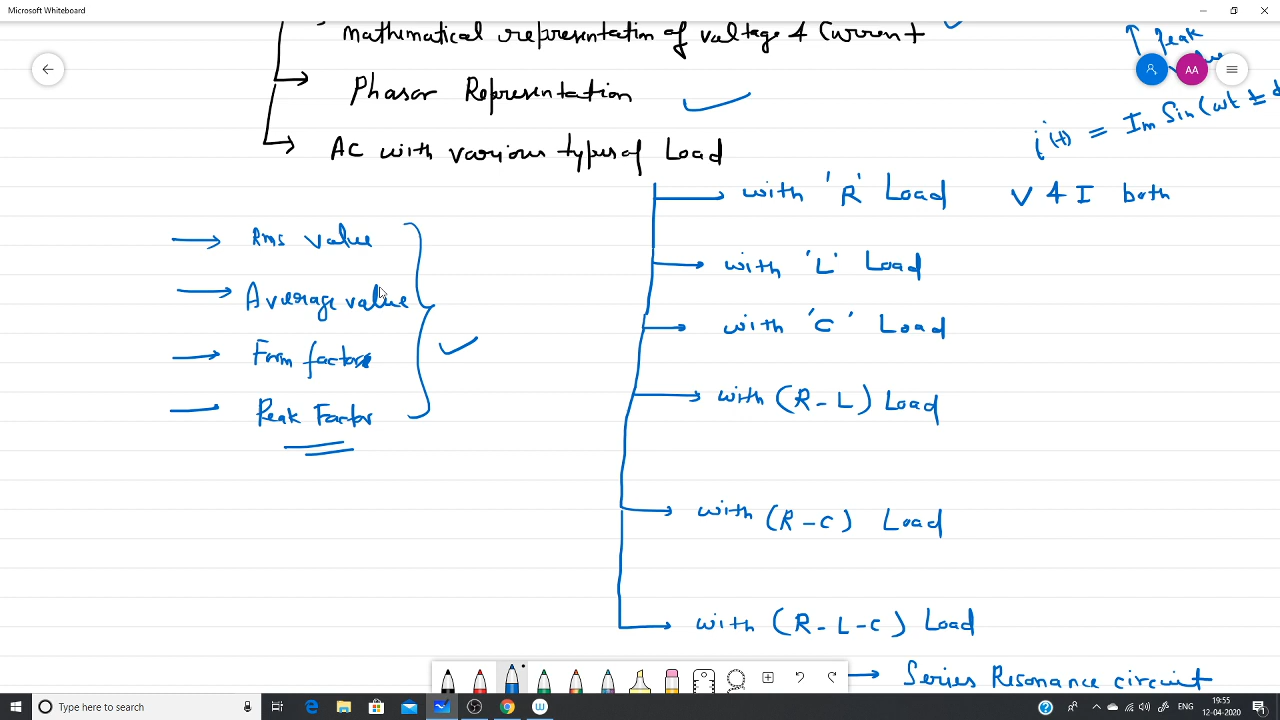 Microsoft Whiteboard
mathematical representation of voltage & Current
Peak
AA
Phasor Representation
i(t) = Im Sin(ωt ±
AC with various types of Load
with 'R' Load V & I both
Rms value
with 'L' Load
Average value
with 'C' Load
Form factor
with (R-L) Load
Peak Factor
with (R-C) Load
with (R-L-C) Load
Series Resonance circuit
Type here to search
ENG
19:55
12-04-2020